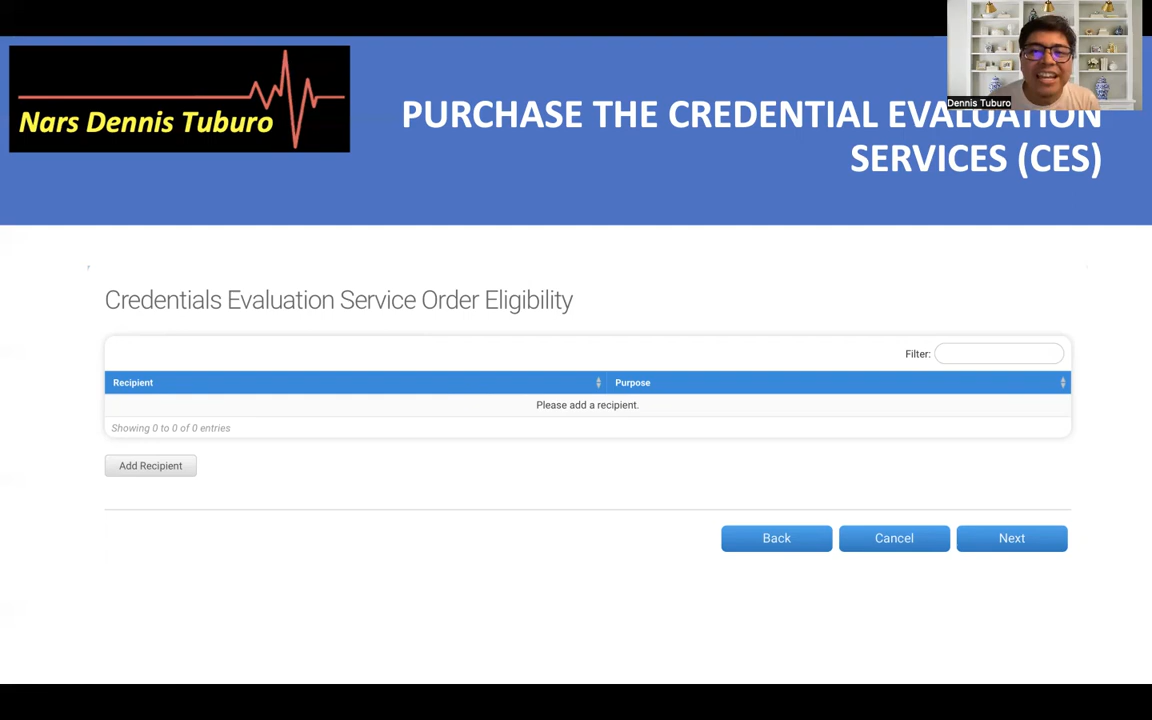 Nars Dennis Tuburo
Dennis Tuburo
PURCHASE THE CREDENTIAL EVALUATION
SERVICES (CES)
Credentials Evaluation Service Order Eligibility
Filter:
Recipient Purpose
Please add a recipient.
Showing 0 to 0 of 0 entries
Add Recipient
Back Cancel Next